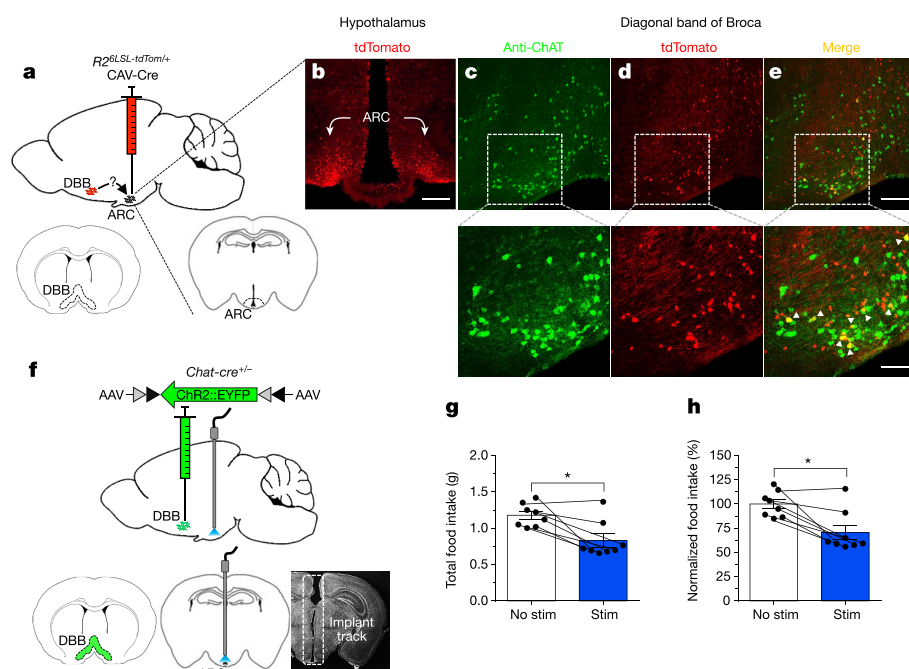 Hypothalamus
Diagonal band of Broca
tdTomato
Anti-ChAT
tdTomato
Merge
a
R2^6LSL-tdTom/+
CAV-Cre
DBB
?
ARC
DBB
ARC
b
ARC
c
d
e
f
Chat-cre^+/–
AAV
ChR2::EYFP
AAV
DBB
DBB
Implant
track
g
Total food intake (g)
2.0
1.5
1.0
0.5
0.0
*
No stim
Stim
h
Normalized food intake (%)
150
125
100
75
50
25
0
*
No stim
Stim